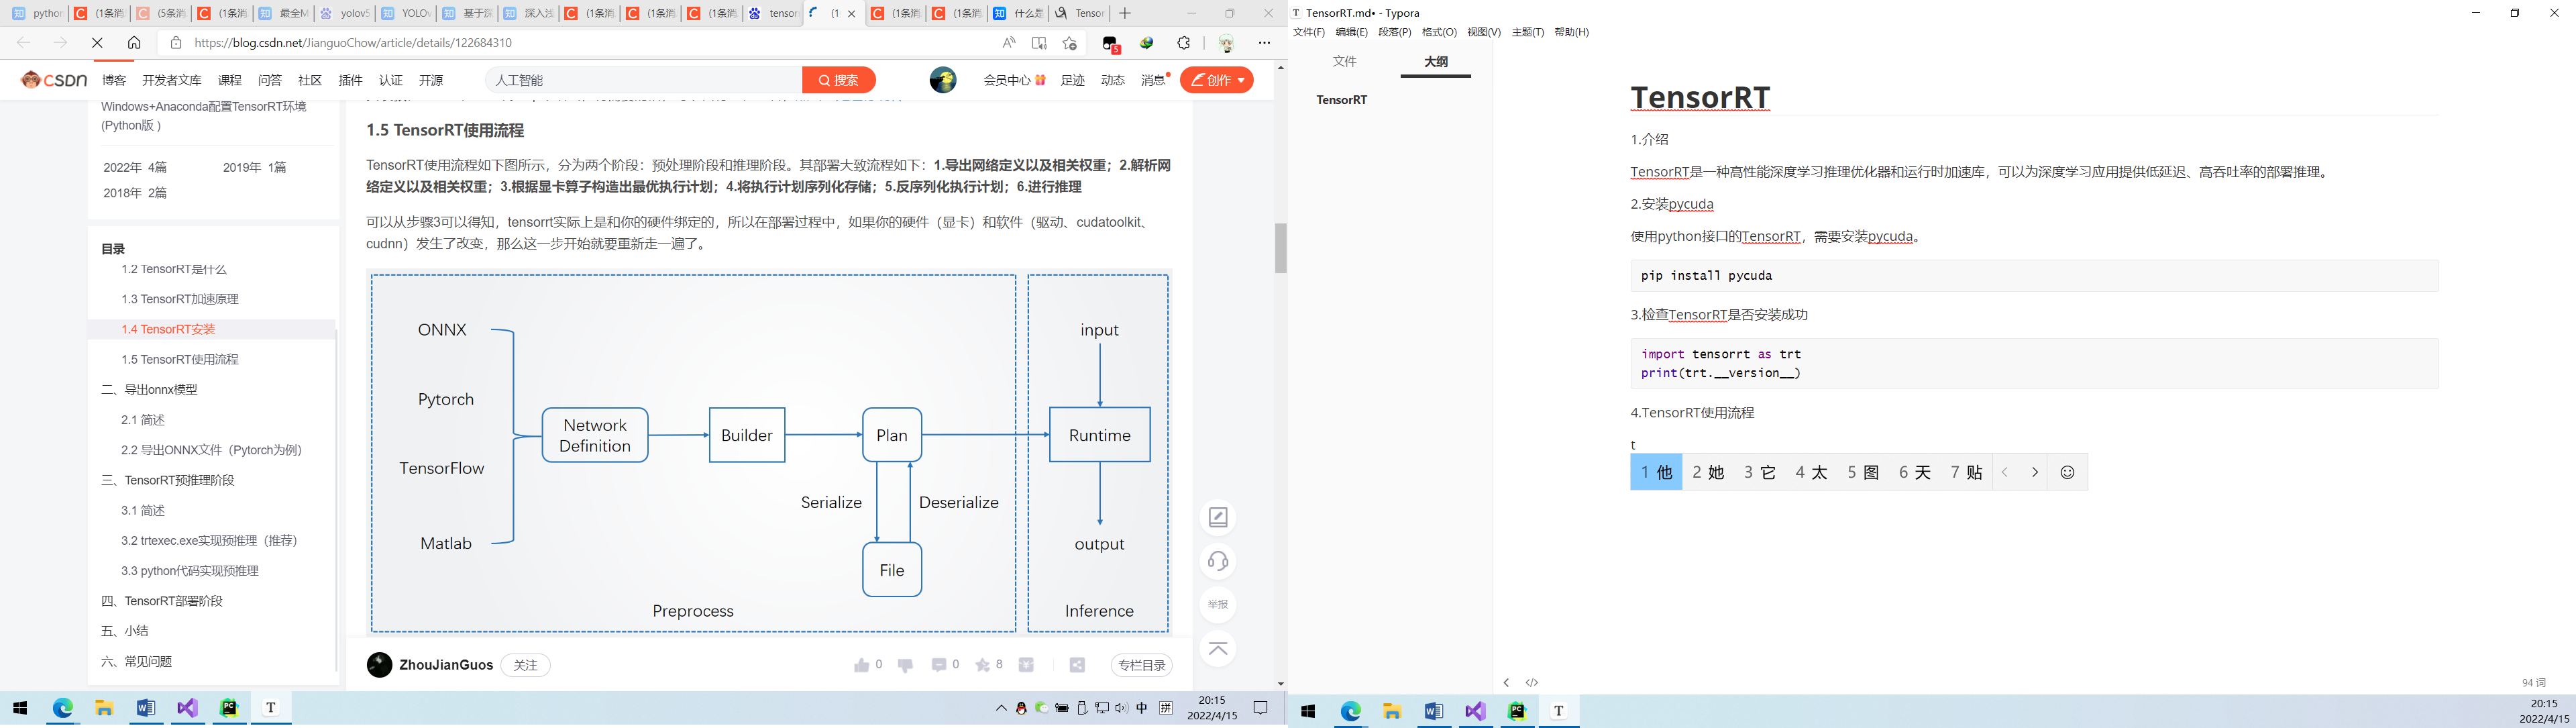 python
(1条消
(5条消
(1条消
最全M
yolov5
YOLOv
基于深
深入浅
(1条消
(1条消
(1条消
tensor
(1
(1条消
(1条消
什么是
Tensor
https://blog.csdn.net/JianguoChow/article/details/122684310
5
CSDN 博客 开发者文库 课程 问答 社区 插件 认证 开源
人工智能 搜索
会员中心 足迹 动态 消息 创作
Windows+Anaconda配置TensorRT环境
(Python版 )
2022年 4篇 2019年 1篇
2018年 2篇
目录
1.2 TensorRT是什么
1.3 TensorRT加速原理
1.4 TensorRT安装
1.5 TensorRT使用流程
二、导出onnx模型
2.1 简述
2.2 导出ONNX文件（Pytorch为例）
三、TensorRT预推理阶段
3.1 简述
3.2 trtexec.exe实现预推理（推荐）
3.3 python代码实现预推理
四、TensorRT部署阶段
五、小结
六、常见问题
1.5 TensorRT使用流程
TensorRT使用流程如下图所示，分为两个阶段：预处理阶段和推理阶段。其部署大致流程如下：1.导出网络定义以及相关权重；2.解析网
络定义以及相关权重；3.根据显卡算子构造出最优执行计划；4.将执行计划序列化存储；5.反序列化执行计划；6.进行推理
可以从步骤3可以得知，tensorrt实际上是和你的硬件绑定的，所以在部署过程中，如果你的硬件（显卡）和软件（驱动、cudatoolkit、
cudnn）发生了改变，那么这一步开始就要重新走一遍了。
ONNX
Pytorch
TensorFlow
Matlab
Network
Definition
Builder
Plan
Serialize
Deserialize
File
Preprocess
input
Runtime
output
Inference
举报
ZhouJianGuos 关注
0 0 8 专栏目录
中 拼
20:15
2022/4/15
TensorRT.md• - Typora
文件(F) 编辑(E) 段落(P) 格式(O) 视图(V) 主题(T) 帮助(H)
文件 大纲
TensorRT
TensorRT
1.介绍
TensorRT是一种高性能深度学习推理优化器和运行时加速库，可以为深度学习应用提供低延迟、高吞吐率的部署推理。
2.安装pycuda
使用python接口的TensorRT，需要安装pycuda。
pip install pycuda
3.检查TensorRT是否安装成功
import tensorrt as trt
print(trt.__version__)
4.TensorRT使用流程
t
1 他 2 她 3 它 4 太 5 图 6 天 7 贴
94 词
20:15
2022/4/15